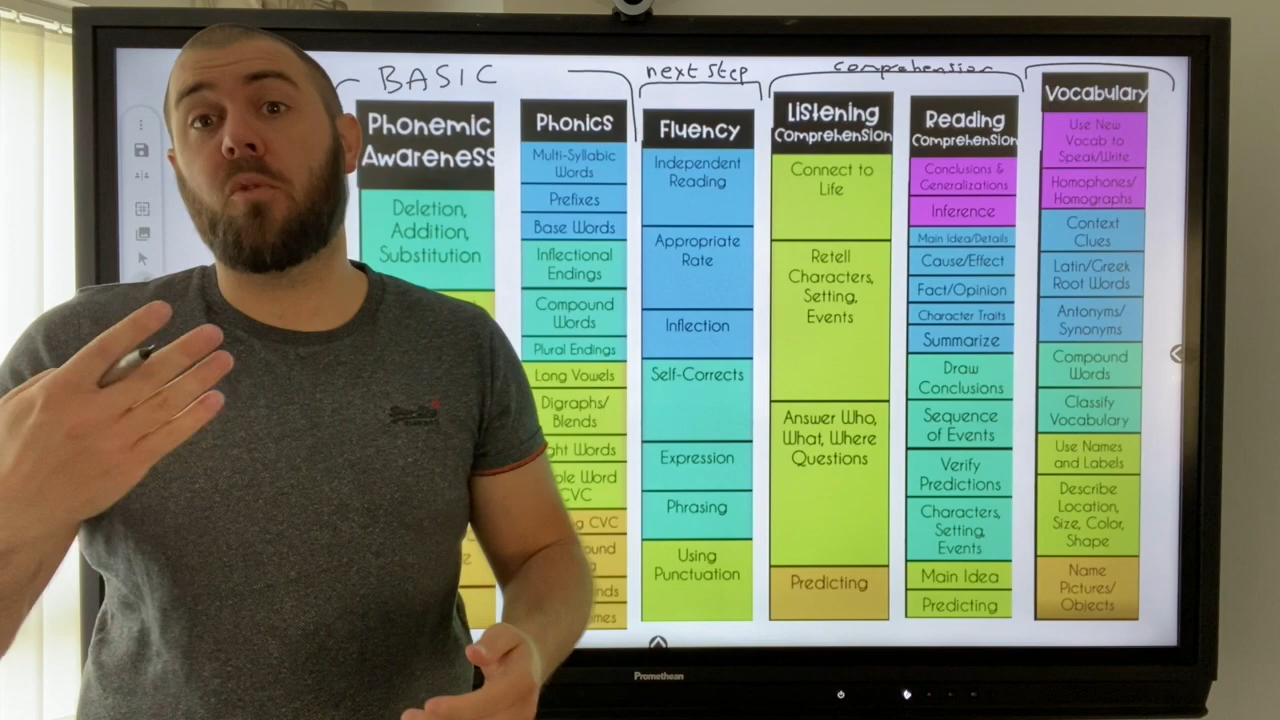 BASIC
next step
comprehension
Phonemic
Awareness
Deletion,
Addition,
Substitution
Phonics
Multi-Syllabic
Words
Prefixes
Base Words
Inflectional
Endings
Compound
Words
Plural Endings
Long Vowels
Digraphs/
Blends
Words
Word
CVC
CVC
Fluency
Independent
Reading
Appropriate
Rate
Inflection
Self-Corrects
Expression
Phrasing
Using
Punctuation
Listening
Comprehension
Connect to
Life
Retell
Characters,
Setting,
Events
Answer Who,
What, Where
Questions
Predicting
Reading
Comprehension
Conclusions &
Generalizations
Inference
Main Idea/Details
Cause/Effect
Fact/Opinion
Character Traits
Summarize
Draw
Conclusions
Sequence
of Events
Verify
Predictions
Characters,
Setting,
Events
Main Idea
Predicting
Vocabulary
Use New
Vocab to
Speak/Write
Homophones/
Homographs
Context
Clues
Latin/Greek
Root Words
Antonyms/
Synonyms
Compound
Words
Classify
Vocabulary
Use Names
and Labels
Describe
Location,
Size, Color,
Shape
Name
Pictures/
Objects
Promethean